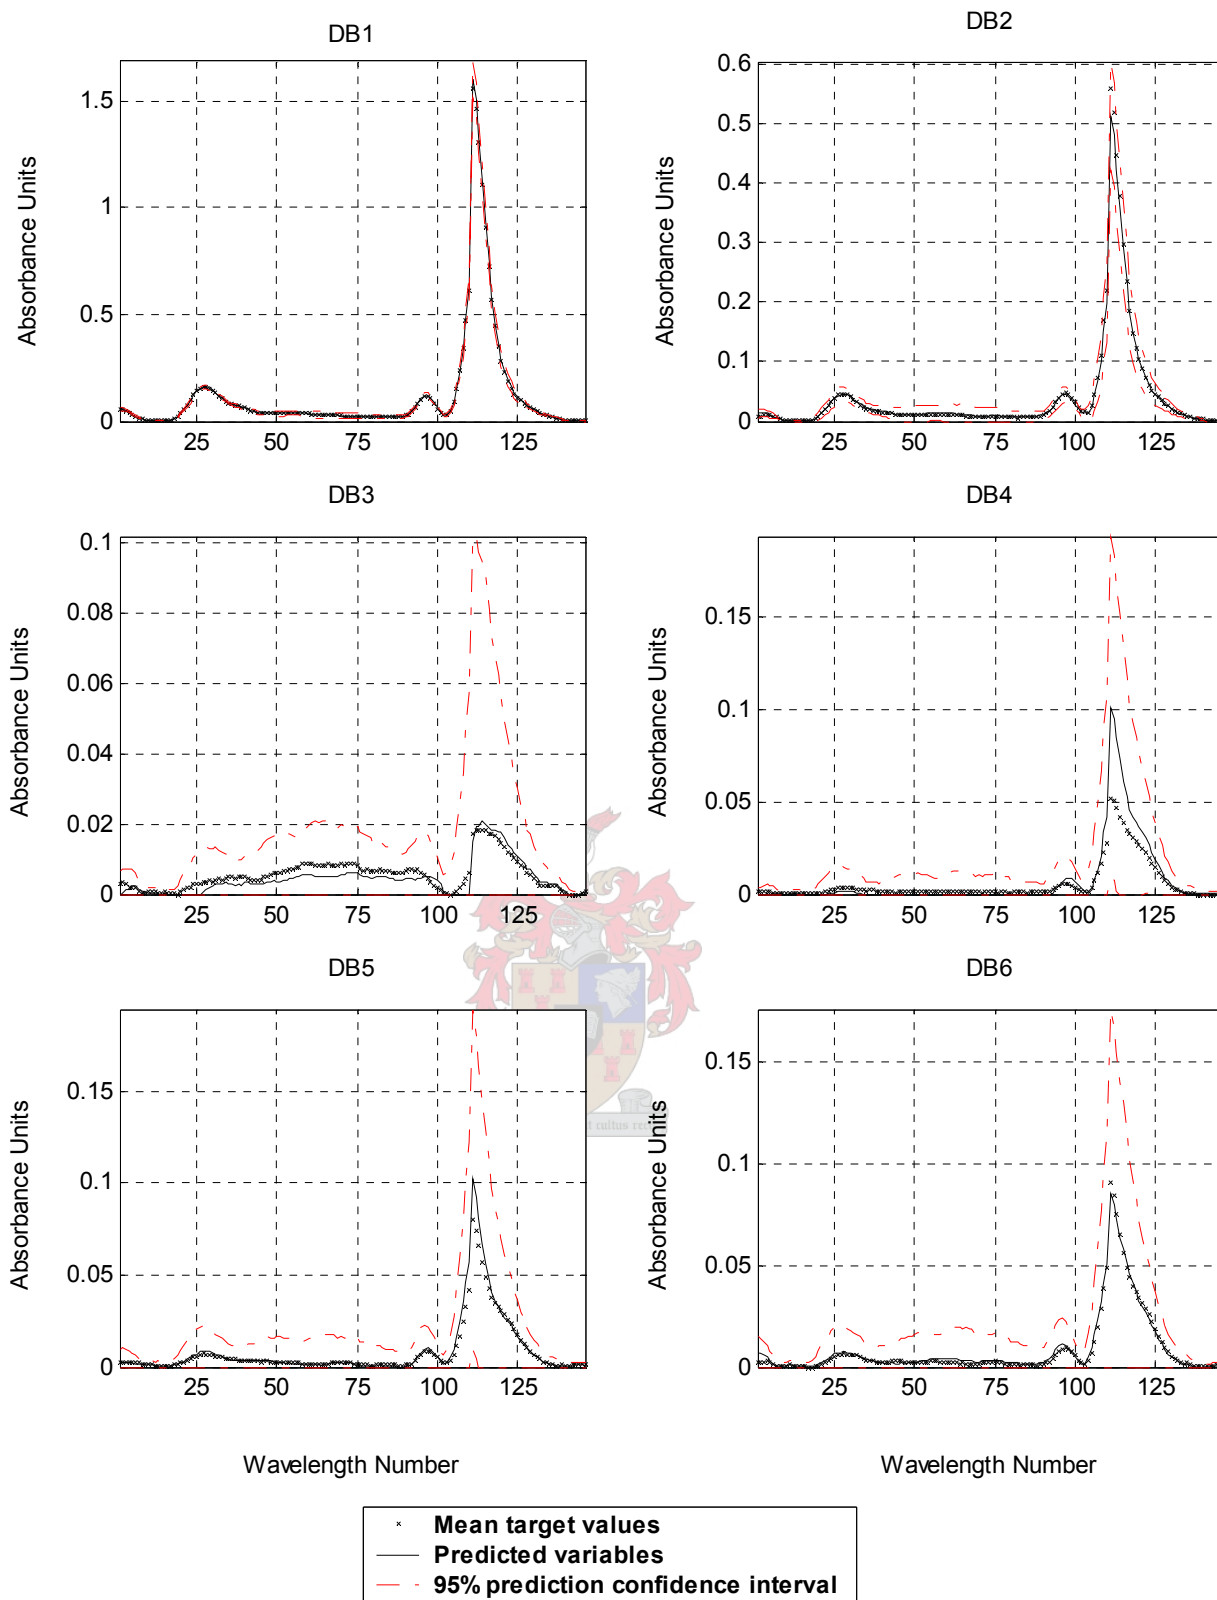 DB1
Absorbance Units
1.5
1
0.5
0
25 50 75 100 125
DB2
Absorbance Units
0.6
0.5
0.4
0.3
0.2
0.1
0
25 50 75 100 125
DB3
Absorbance Units
0.1
0.08
0.06
0.04
0.02
0
25 50 75 100 125
DB4
Absorbance Units
0.15
0.1
0.05
0
25 50 75 100 125
DB5
Absorbance Units
0.15
0.1
0.05
0
25 50 75 100 125
Wavelength Number
DB6
Absorbance Units
0.15
0.1
0.05
0
25 50 75 100 125
Wavelength Number
cultus
Mean target values
Predicted variables
95% prediction confidence interval